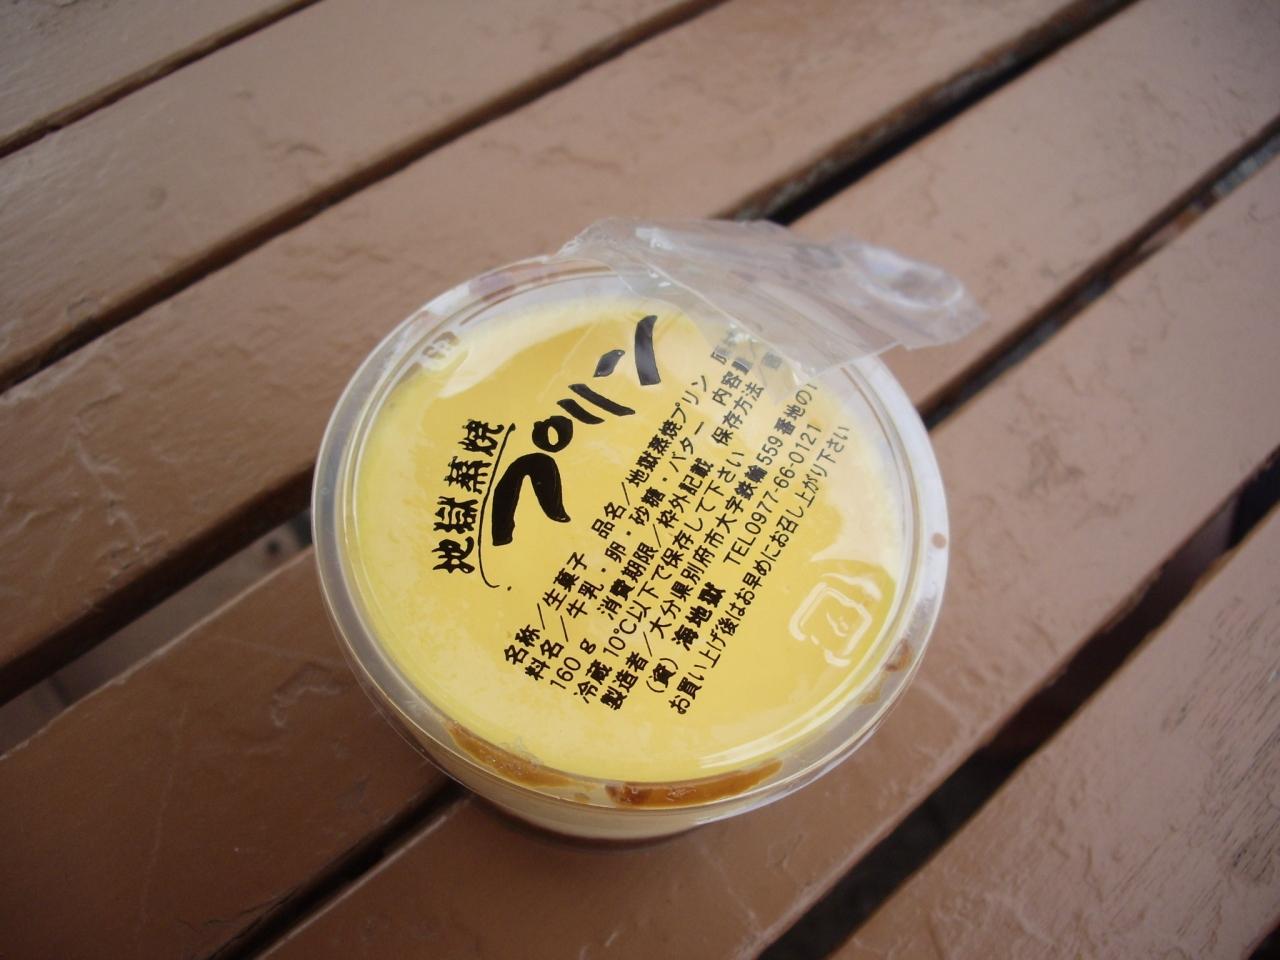 地獄蒸焼
プリン
名称／生菓子 品名／地獄蒸焼プリン 原
料名／牛乳・卵・砂糖・バター 内容量
160g 消費期限／枠外記載 保存方法
冷蔵10℃以下で保存して下さい
製造者／大分県別府市大字鉄輪559番地の1
(資)海地獄 TEL0977-66-0121
お買い上げ後はお早めにお召し上がり下さい